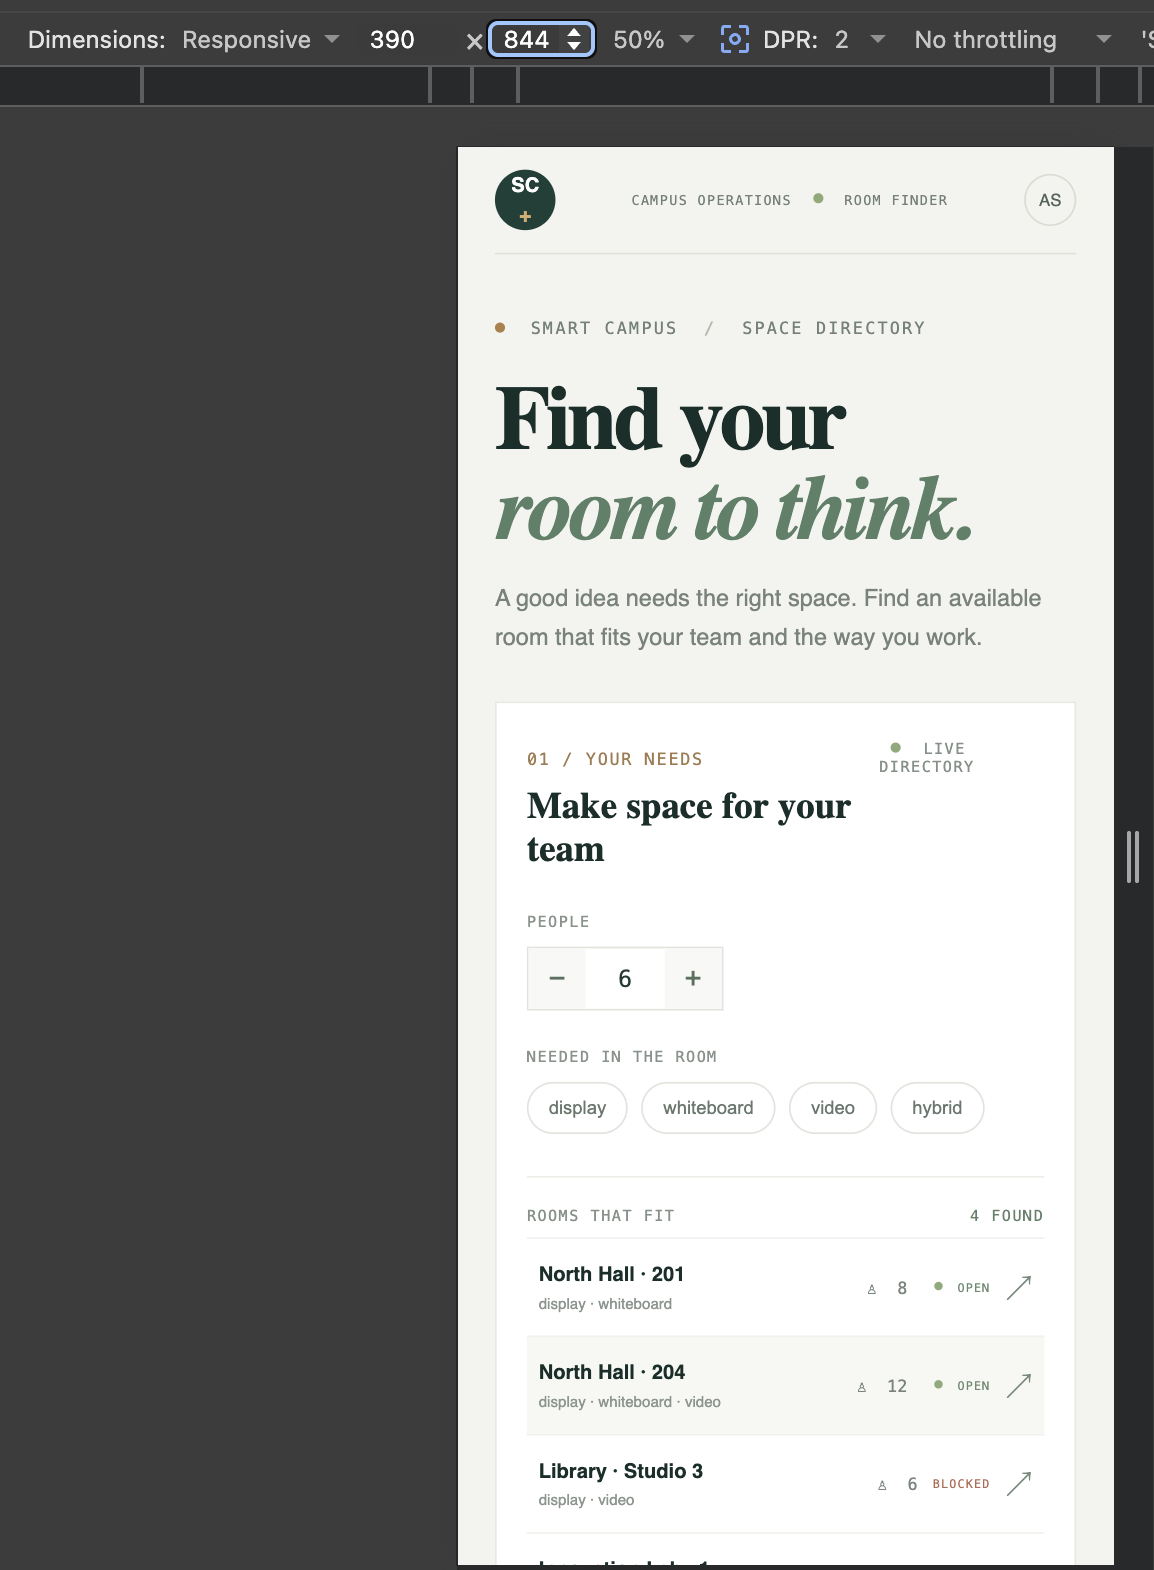 Dimensions: Responsive 390 × 844 50% DPR: 2 No throttling
SC
+
CAMPUS OPERATIONS ROOM FINDER
AS
SMART CAMPUS / SPACE DIRECTORY
Find your
room to think.
A good idea needs the right space. Find an available
room that fits your team and the way you work.
01 / YOUR NEEDS
LIVE
DIRECTORY
Make space for your
team
PEOPLE
− 6 +
NEEDED IN THE ROOM
display whiteboard video hybrid
ROOMS THAT FIT 4 FOUND
North Hall · 201
display · whiteboard
8 OPEN
North Hall · 204
display · whiteboard · video
12 OPEN
Library · Studio 3
display · video
6 BLOCKED